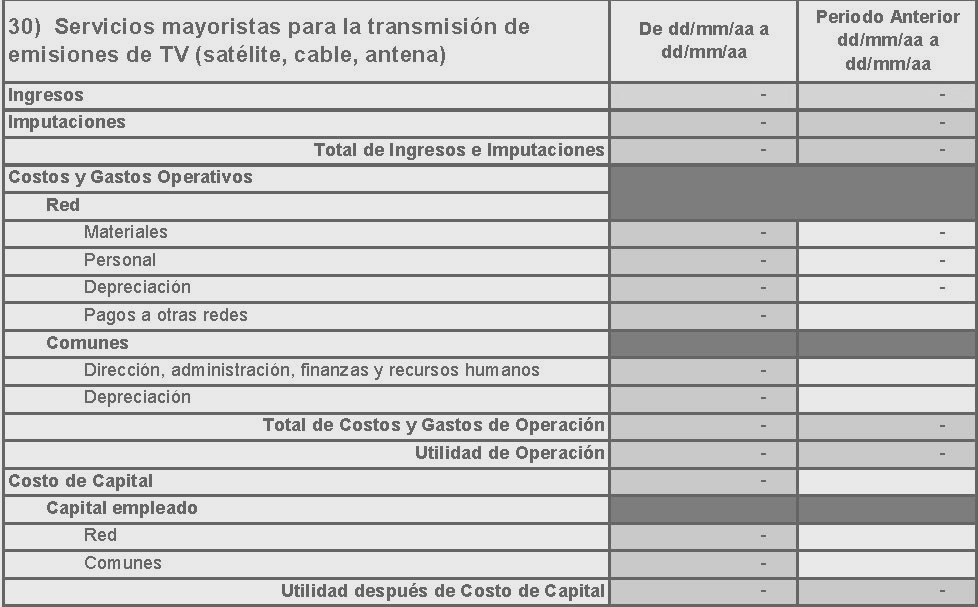 30)  Servicios mayoristas para la transmisión de
emisiones de TV (satélite, cable, antena)
De dd/mm/aa a
dd/mm/aa
Periodo Anterior
dd/mm/aa a
dd/mm/aa
Ingresos - -
Imputaciones - -
Total de Ingresos e Imputaciones - -
Costos y Gastos Operativos
Red
Materiales - -
Personal - -
Depreciación - -
Pagos a otras redes -
Comunes
Dirección, administración, finanzas y recursos humanos -
Depreciación -
Total de Costos y Gastos de Operación - -
Utilidad de Operación - -
Costo de Capital -
Capital empleado
Red -
Comunes -
Utilidad después de Costo de Capital - -